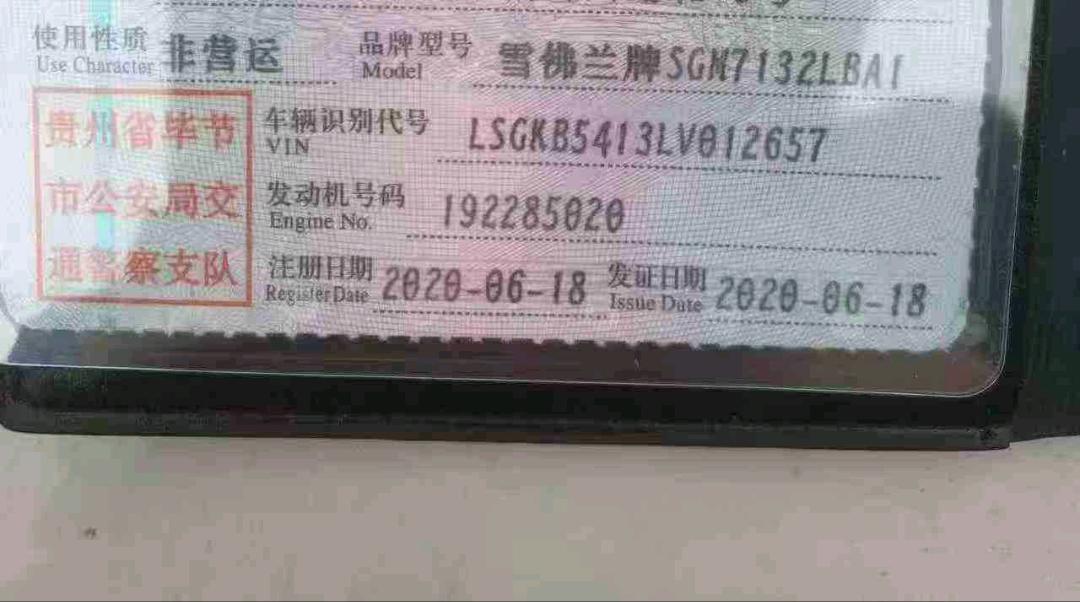 使用性质 非营运 品牌型号 雪佛兰牌SGM7132LBA1
Use Character Model
贵州省毕节
市公安局交
通警察支队
车辆识别代号 LSGKB5413LV012657
VIN
发动机号码 192285020
Engine No.
注册日期 2020-06-18 发证日期 2020-06-18
Register Date Issue Date